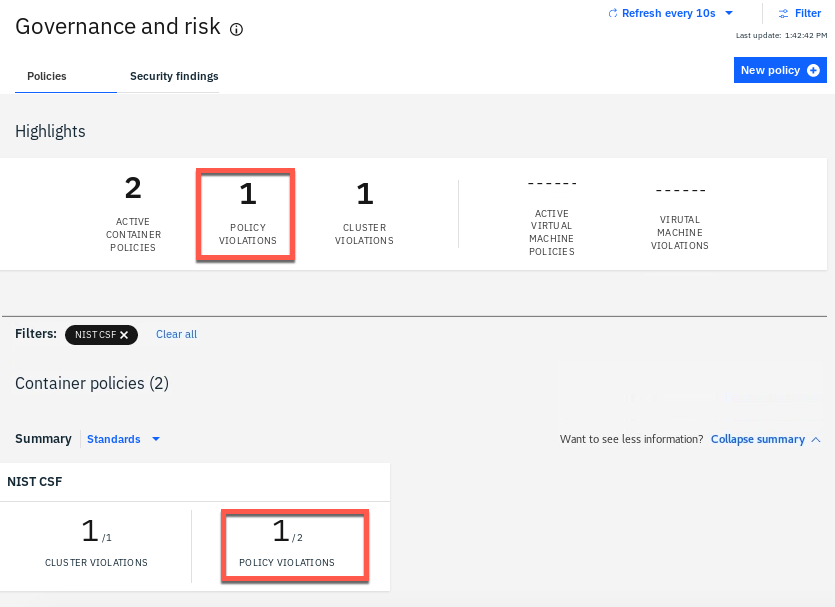 Governance and risk
Refresh every 10s
Filter
Last update: 1:42:42 PM
Policies
Security findings
New policy
Highlights
2
ACTIVE
CONTAINER
POLICIES
1
POLICY
VIOLATIONS
1
CLUSTER
VIOLATIONS
------
ACTIVE
VIRTUAL
MACHINE
POLICIES
------
VIRUTAL
MACHINE
VIOLATIONS
Filters:
NIST CSF
Clear all
Container policies (2)
Summary
Standards
Want to see less information?
Collapse summary
NIST CSF
1 /1
CLUSTER VIOLATIONS
1 /2
POLICY VIOLATIONS